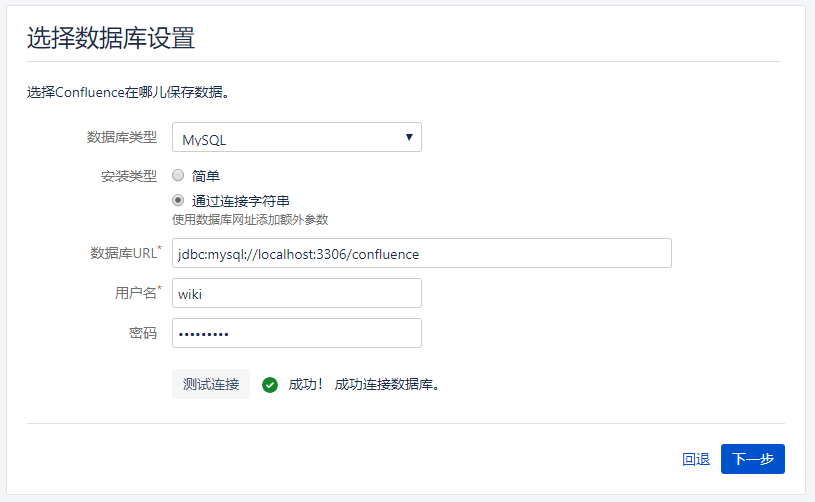 选择数据库设置
选择Confluence在哪儿保存数据。
数据库类型 MySQL
安装类型 简单
通过连接字符串
使用数据库网址添加额外参数
数据库URL* jdbc:mysql://localhost:3306/confluence
用户名* wiki
密码 •••••••••
测试连接 成功！ 成功连接数据库。
回退 下一步